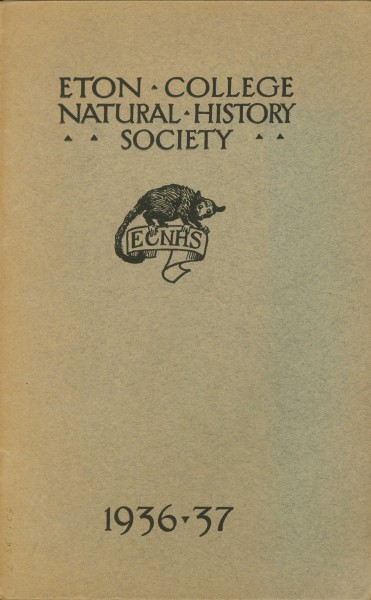 ETON · COLLEGE
NATURAL · HISTORY
SOCIETY
ECNHS
1936 · 37